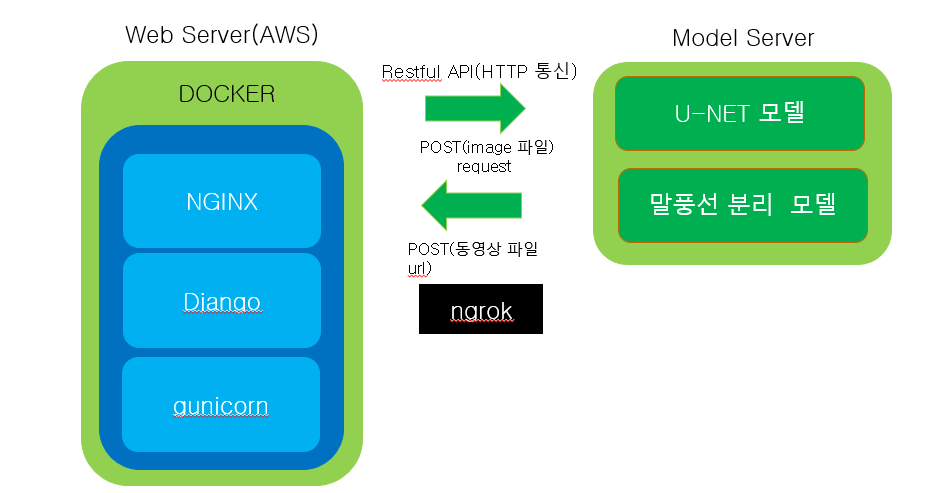 Web Server(AWS)
DOCKER
NGINX
Django
gunicorn
Restful API(HTTP 통신)
POST(image 파일)
request
POST(동영상 파일
url)
ngrok
Model Server
U-NET 모델
말풍선 분리 모델